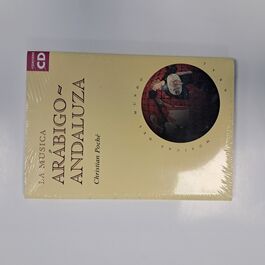 CD
LA MÚSICA
ARÁBIGO~
ANDALUZA
Christian Poché